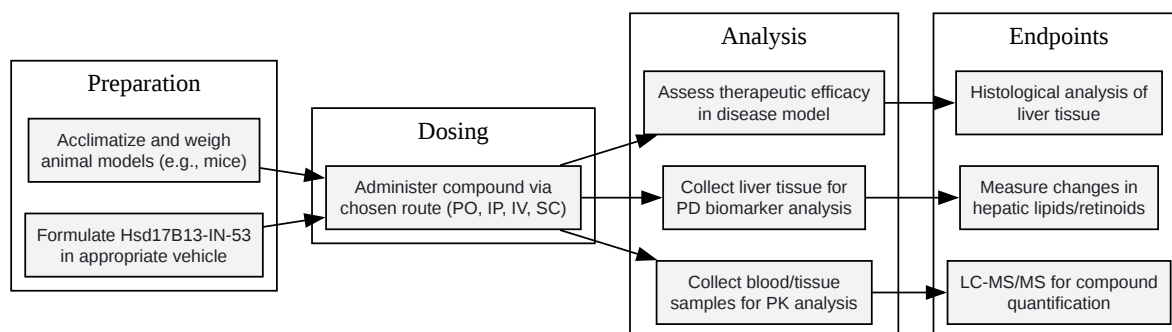 Preparation
Acclimatize and weigh
animal models (e.g., mice)
Formulate Hsd17B13-IN-53
in appropriate vehicle
Dosing
Administer compound via
chosen route (PO, IP, IV, SC)
Analysis
Assess therapeutic efficacy
in disease model
Collect liver tissue for
PD biomarker analysis
Collect blood/tissue
samples for PK analysis
Endpoints
Histological analysis of
liver tissue
Measure changes in
hepatic lipids/retinoids
LC-MS/MS for compound
quantification